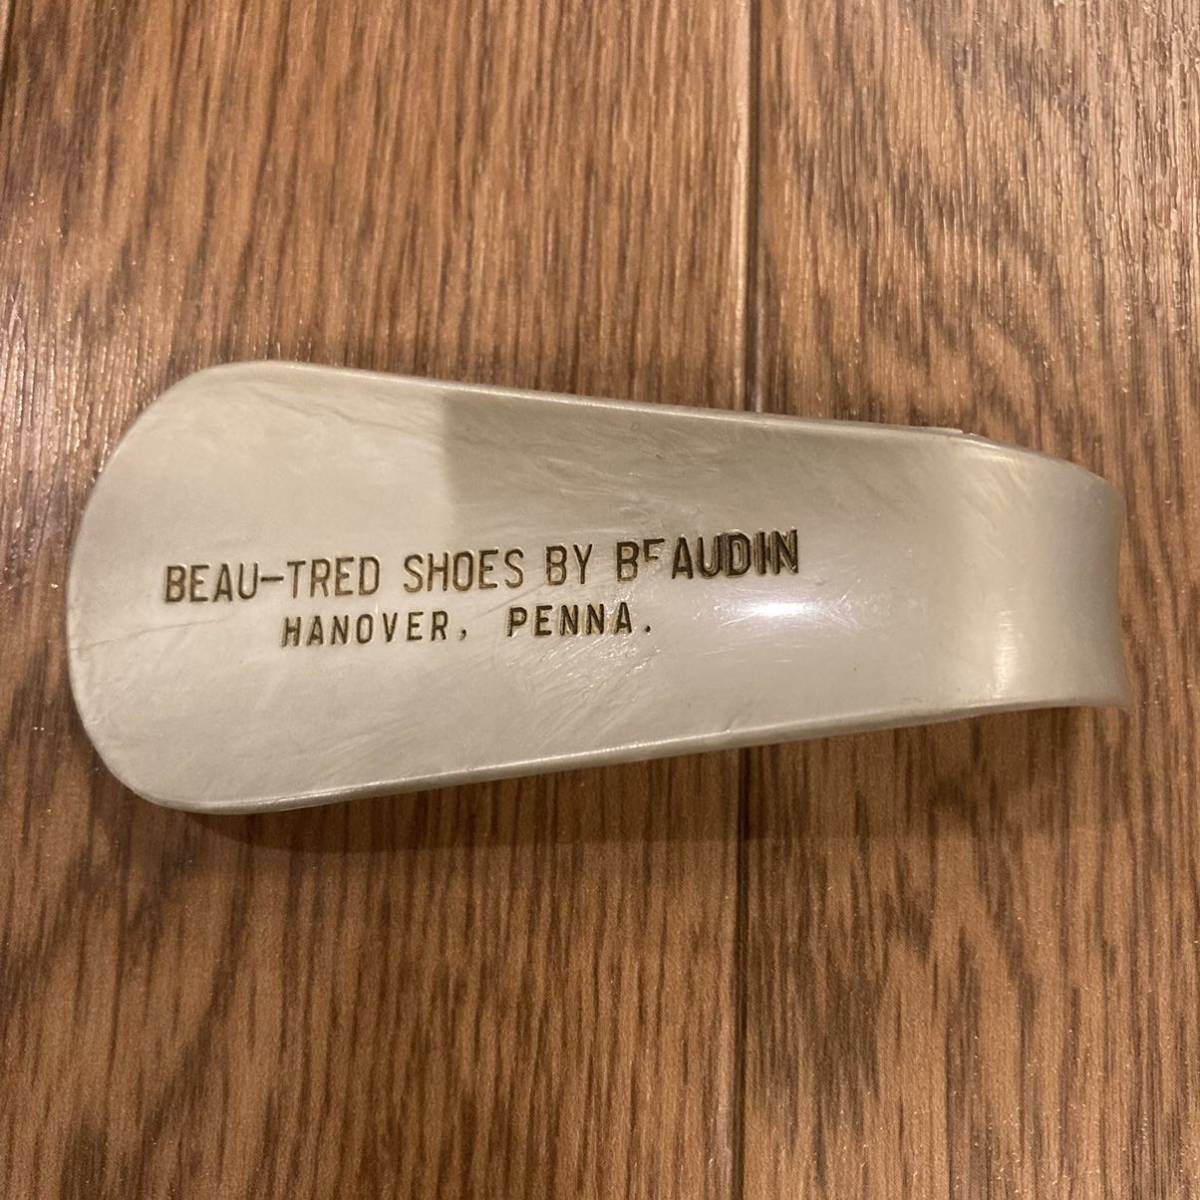 BEAU-TRED SHOES BY BEAUDIN
HANOVER, PENNA.